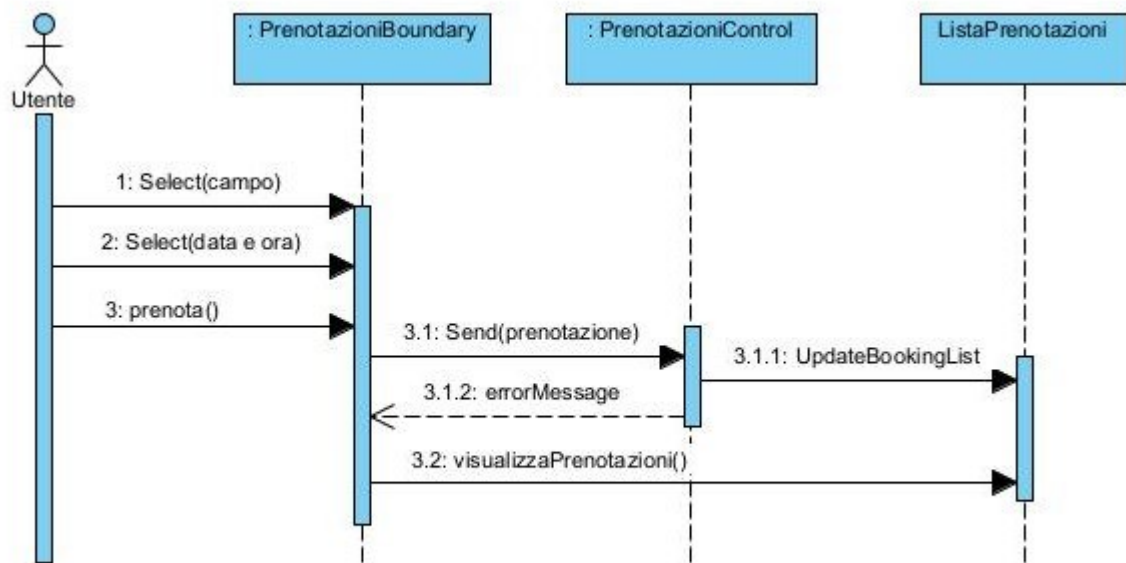 : PrenotazioniBoundary
: PrenotazioniControl
ListaPrenotazioni
Utente
1: Select(campo)
2: Select(data e ora)
3: prenota()
3.1: Send(prenotazione)
3.1.1: UpdateBookingList
3.1.2: errorMessage
3.2: visualizzaPrenotazioni()